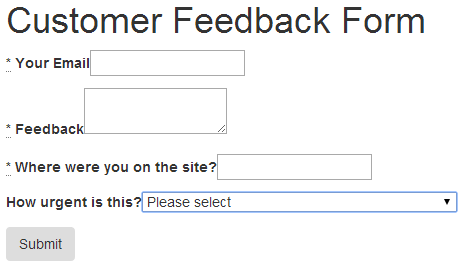 Customer Feedback Form
* Your Email
* Feedback
* Where were you on the site?
How urgent is this? Please select
Submit